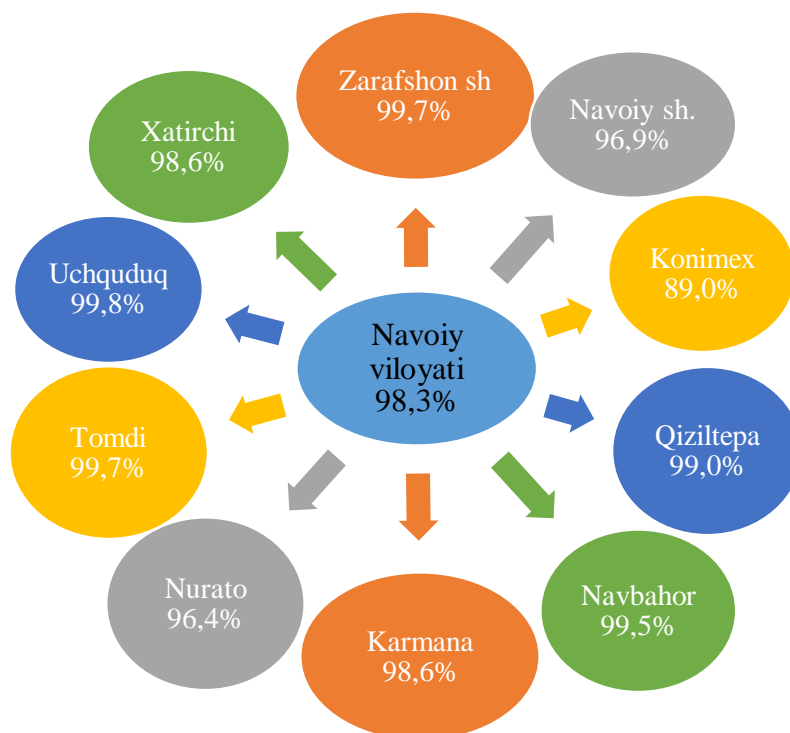 Zarafshon sh
99,7%
Navoiy sh.
96,9%
Konimex
89,0%
Qiziltepa
99,0%
Navbahor
99,5%
Karmana
98,6%
Nurato
96,4%
Tomdi
99,7%
Uchquduq
99,8%
Xatirchi
98,6%
Navoiy
viloyati
98,3%